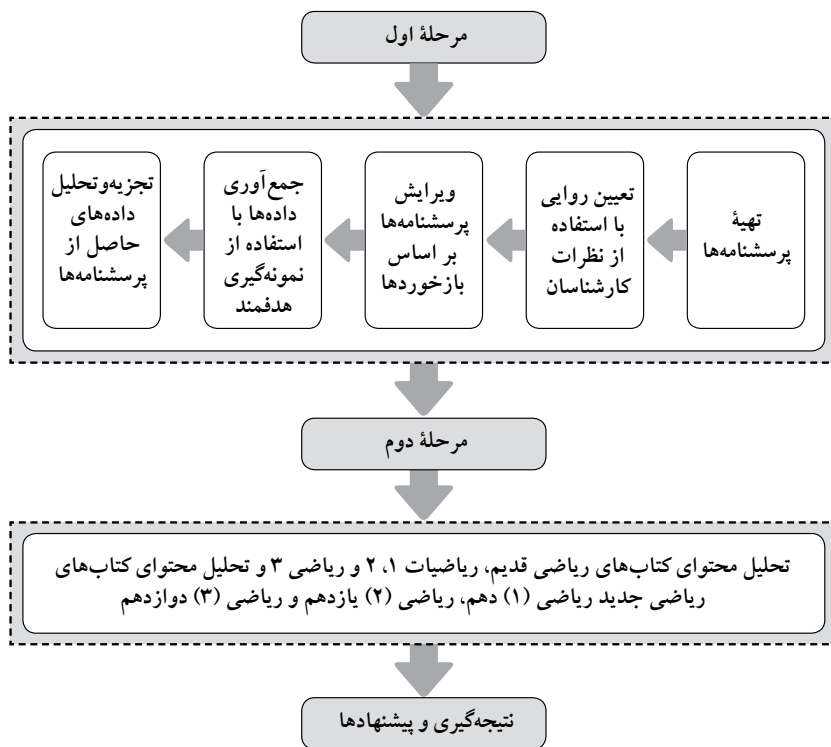 مرحلهٔ اول
تهیهٔ
پرسشنامه‌ها
تعیین روایی
با استفاده
از نظرات
کارشناسان
ویرایش
پرسشنامه‌ها
بر اساس
بازخوردها
جمع‌آوری
داده‌ها با
استفاده از
نمونه‌گیری
هدفمند
تجزیه‌وتحلیل
داده‌های
حاصل از
پرسشنامه‌ها
مرحلهٔ دوم
تحلیل محتوای کتاب‌های ریاضی قدیم، ریاضیات ۱، ۲ و ریاضی ۳ و تحلیل محتوای کتاب‌های
ریاضی جدید ریاضی (۱) دهم، ریاضی (۲) یازدهم و ریاضی (۳) دوازدهم
نتیجه‌گیری و پیشنهادها